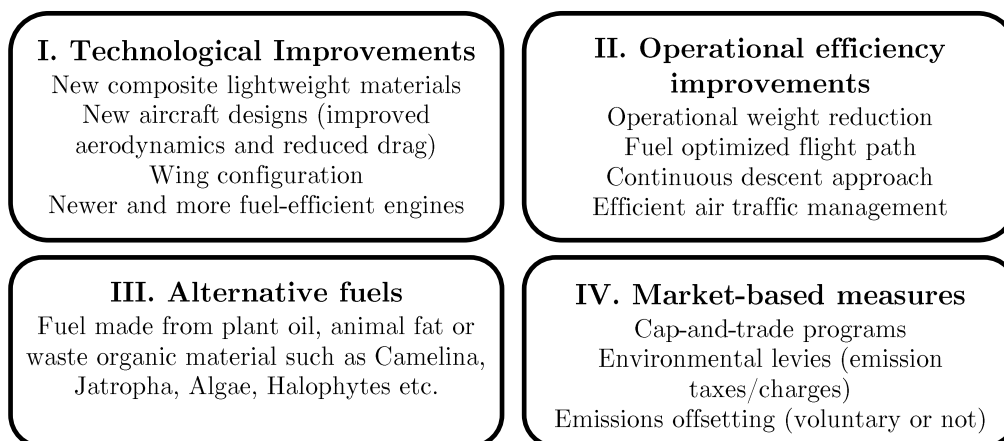 I. Technological Improvements
New composite lightweight materials
New aircraft designs (improved
aerodynamics and reduced drag)
Wing configuration
Newer and more fuel-efficient engines
II. Operational efficiency
improvements
Operational weight reduction
Fuel optimized flight path
Continuous descent approach
Efficient air traffic management
III. Alternative fuels
Fuel made from plant oil, animal fat or
waste organic material such as Camelina,
Jatropha, Algae, Halophytes etc.
IV. Market-based measures
Cap-and-trade programs
Environmental levies (emission
taxes/charges)
Emissions offsetting (voluntary or not)